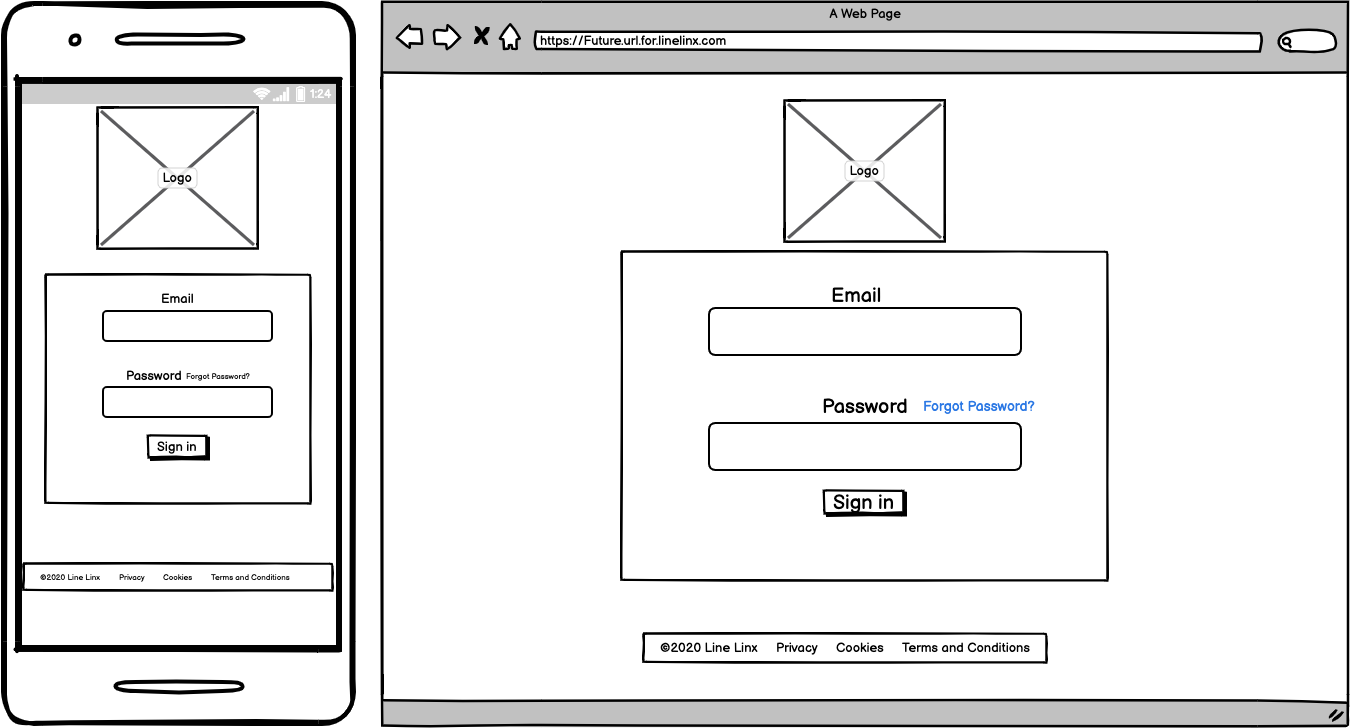 1:24
Logo
Email
Password Forgot Password?
Sign in
©2020 Line Linx Privacy Cookies Terms and Conditions
A Web Page
https://Future.url.for.linelinx.com
Logo
Email
Password Forgot Password?
Sign in
©2020 Line Linx Privacy Cookies Terms and Conditions